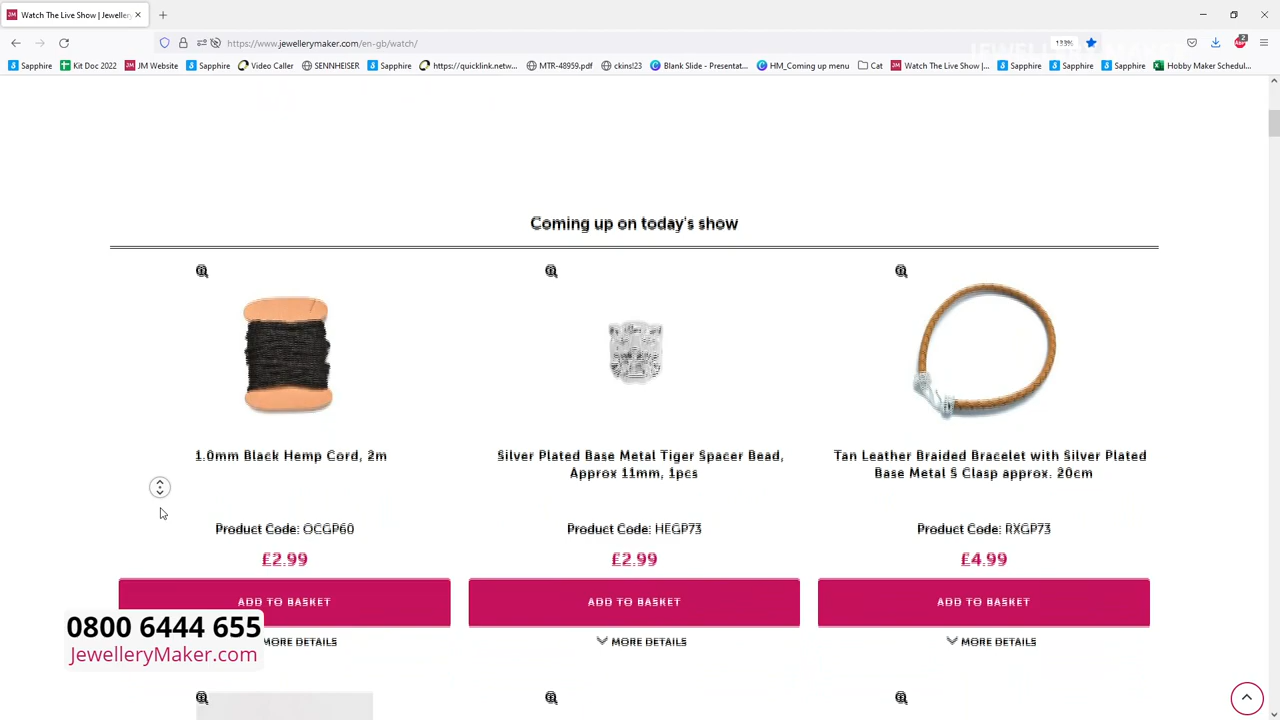 Watch The Live Show | Jeweller
https://www.jewellerymaker.com/en-gb/watch/
133%
JEWELLERY MAKER
2
Sapphire
Kit Doc 2022
JM Website
Sapphire
Video Caller
SENNHEISER
Sapphire
https://quicklink.netw...
MTR-48959.pdf
ckins!23
Blank Slide - Presentat...
HM_Coming up menu
Cat
Watch The Live Show |...
Sapphire
Sapphire
Sapphire
Hobby Maker Schedul...
Coming up on today's show
1.0mm Black Hemp Cord, 2m
Product Code: OCGP60
£2.99
ADD TO BASKET
MORE DETAILS
Silver Plated Base Metal Tiger Spacer Bead,
Approx 11mm, 1pcs
Product Code: HEGP73
£2.99
ADD TO BASKET
MORE DETAILS
Tan Leather Braided Bracelet with Silver Plated
Base Metal S Clasp approx. 20cm
Product Code: RXGP73
£4.99
ADD TO BASKET
MORE DETAILS
0800 6444 655
JewelleryMaker.com